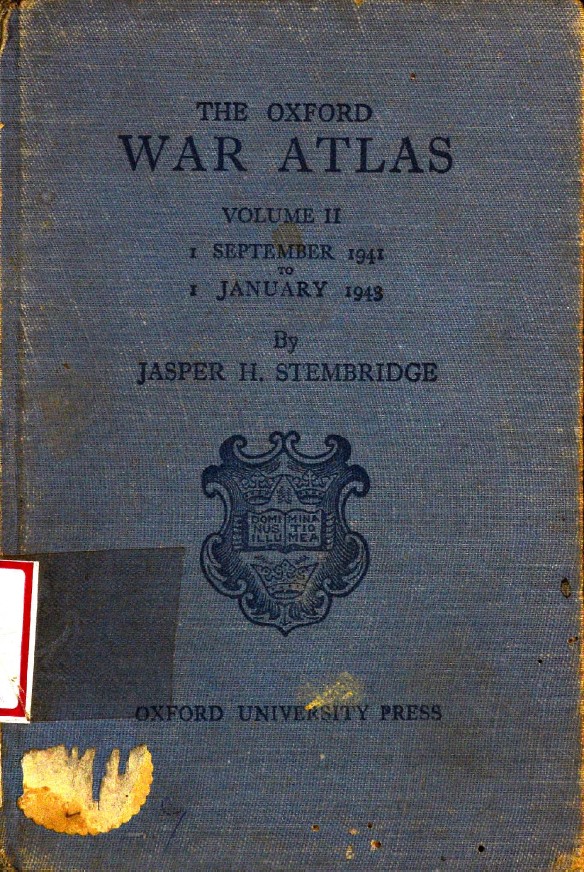 THE OXFORD
WAR ATLAS
VOLUME II
1 SEPTEMBER 1941
TO
1 JANUARY 1943
By
JASPER H. STEMBRIDGE
DOMI MINA
NUS TIO
ILLU MEA
OXFORD UNIVERSITY PRESS